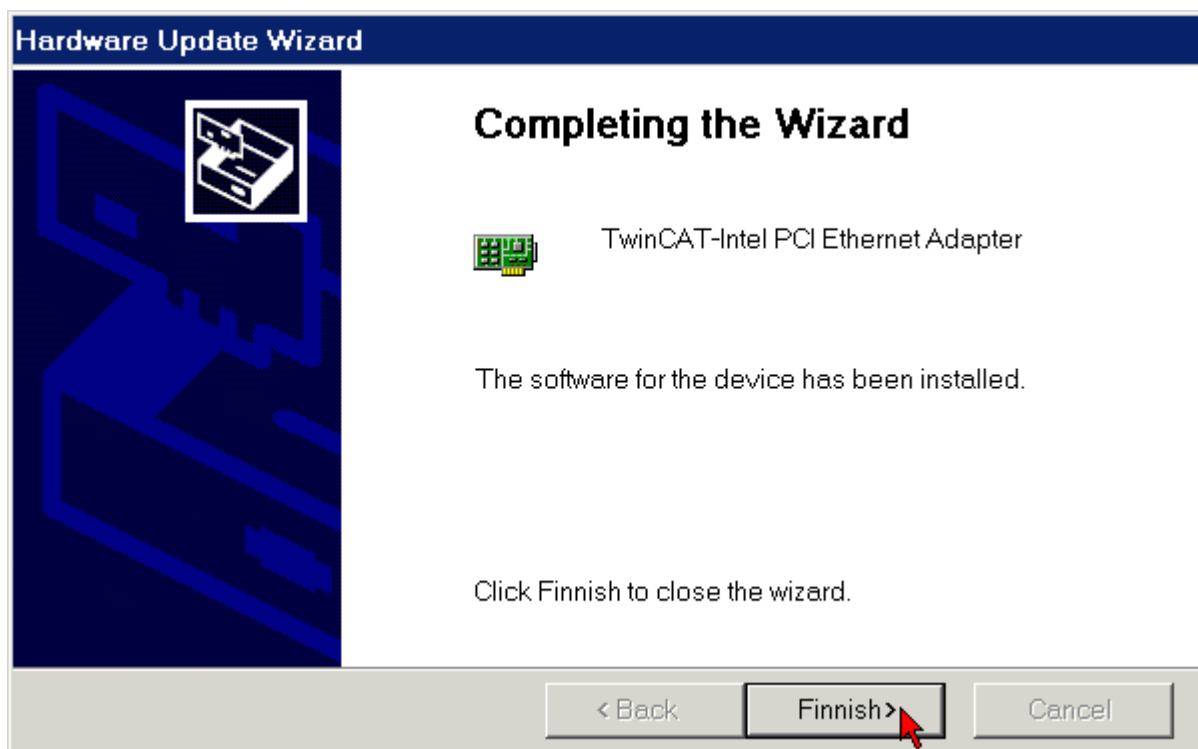 Hardware Update Wizard
Completing the Wizard
TwinCAT-Intel PCI Ethernet Adapter
The software for the device has been installed.
Click Finnish to close the wizard.
< Back
Finnish>
Cancel